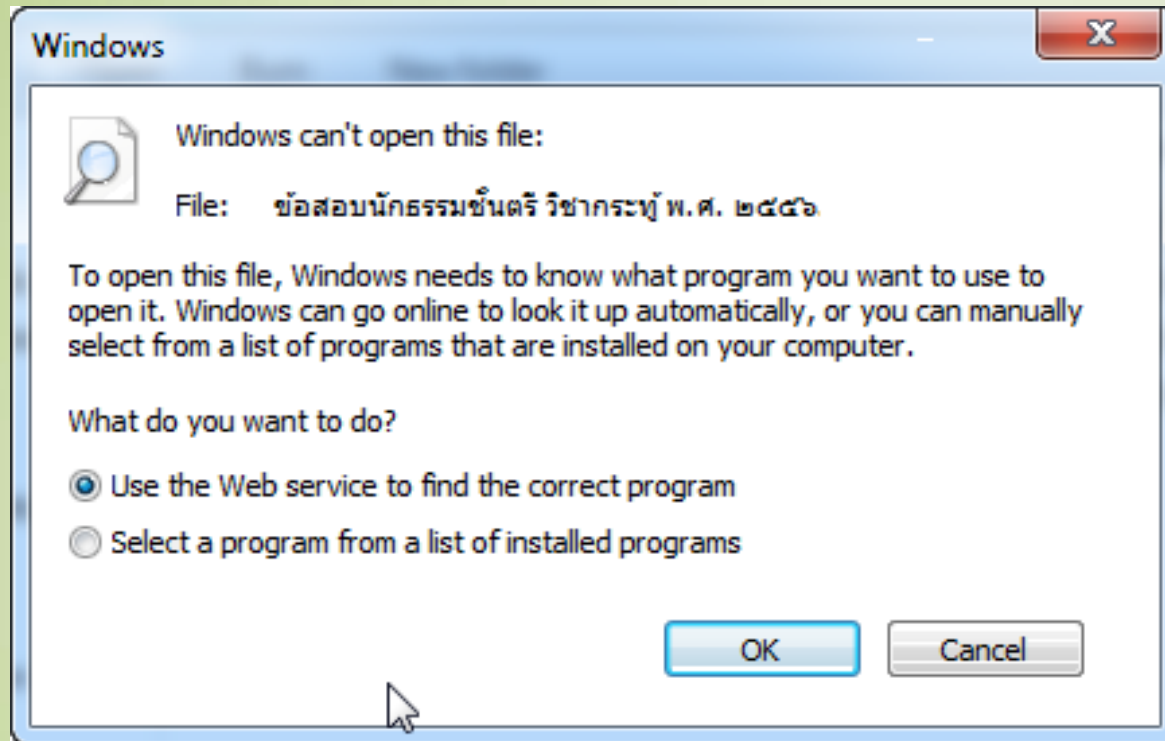 Windows
Windows can't open this file:
File: ข้อสอบนักธรรมชั้นตรี วิชากระทู้ พ.ศ. ๒๕๕๖
To open this file, Windows needs to know what program you want to use to
open it. Windows can go online to look it up automatically, or you can manually
select from a list of programs that are installed on your computer.
What do you want to do?
Use the Web service to find the correct program
Select a program from a list of installed programs
OK Cancel